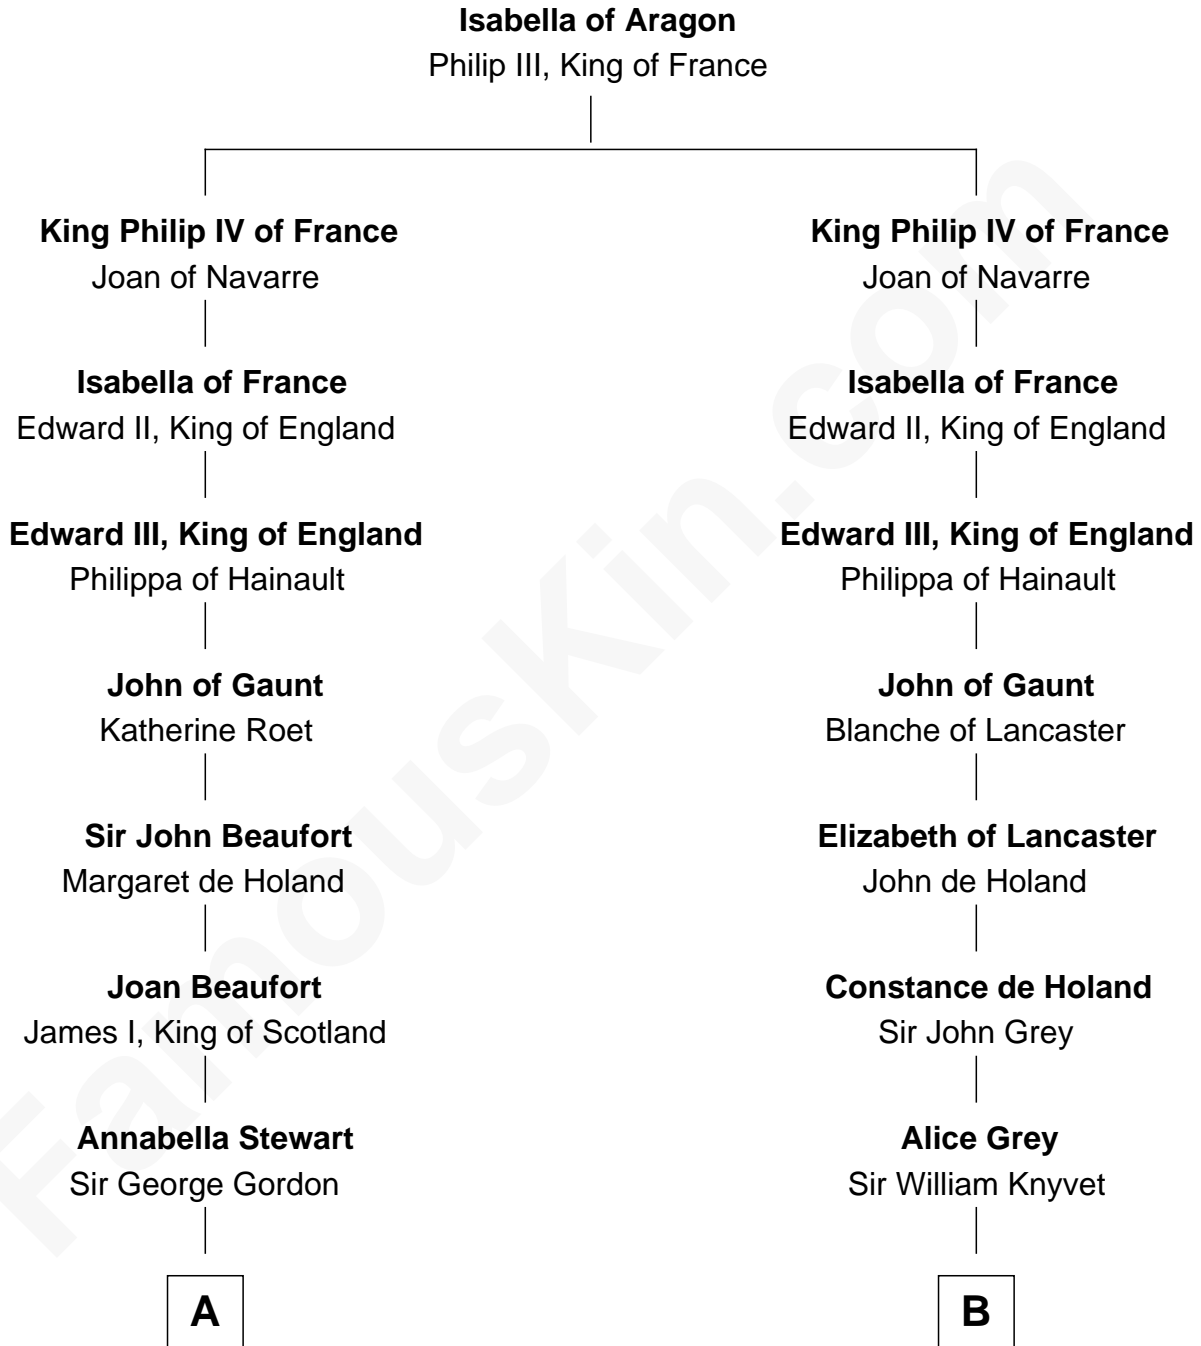 Isabella of Aragon
Philip III, King of France
King Philip IV of France
Joan of Navarre
King Philip IV of France
Joan of Navarre
Isabella of France
Edward II, King of England
Isabella of France
Edward II, King of England
Edward III, King of England
Philippa of Hainault
Edward III, King of England
Philippa of Hainault
John of Gaunt
Katherine Roet
John of Gaunt
Blanche of Lancaster
Sir John Beaufort
Margaret de Holand
Elizabeth of Lancaster
John de Holand
Joan Beaufort
James I, King of Scotland
Constance de Holand
Sir John Grey
Annabella Stewart
Sir George Gordon
Alice Grey
Sir William Knyvet
A
B
FamousKin.com